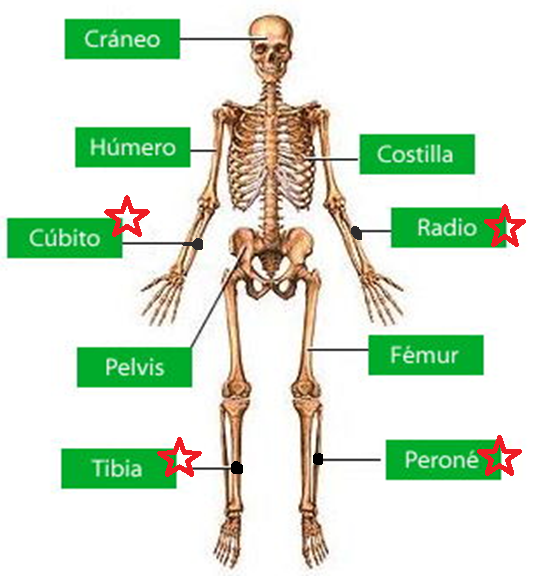 Cráneo
Húmero
Costilla
Cúbito
Radio
Pelvis
Fémur
Tibia
Peroné